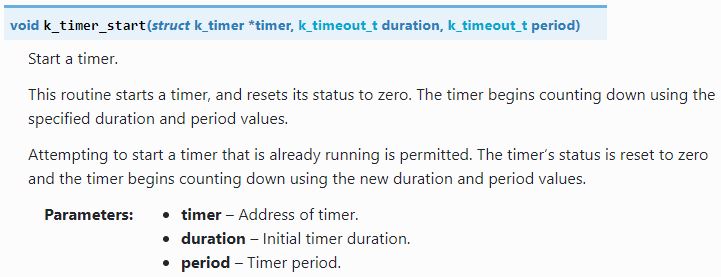 void k_timer_start(struct k_timer *timer, k_timeout_t duration, k_timeout_t period)
Start a timer.
This routine starts a timer, and resets its status to zero. The timer begins counting down using the
specified duration and period values.
Attempting to start a timer that is already running is permitted. The timer’s status is reset to zero
and the timer begins counting down using the new duration and period values.
Parameters: • timer – Address of timer.
• duration – Initial timer duration.
• period – Timer period.